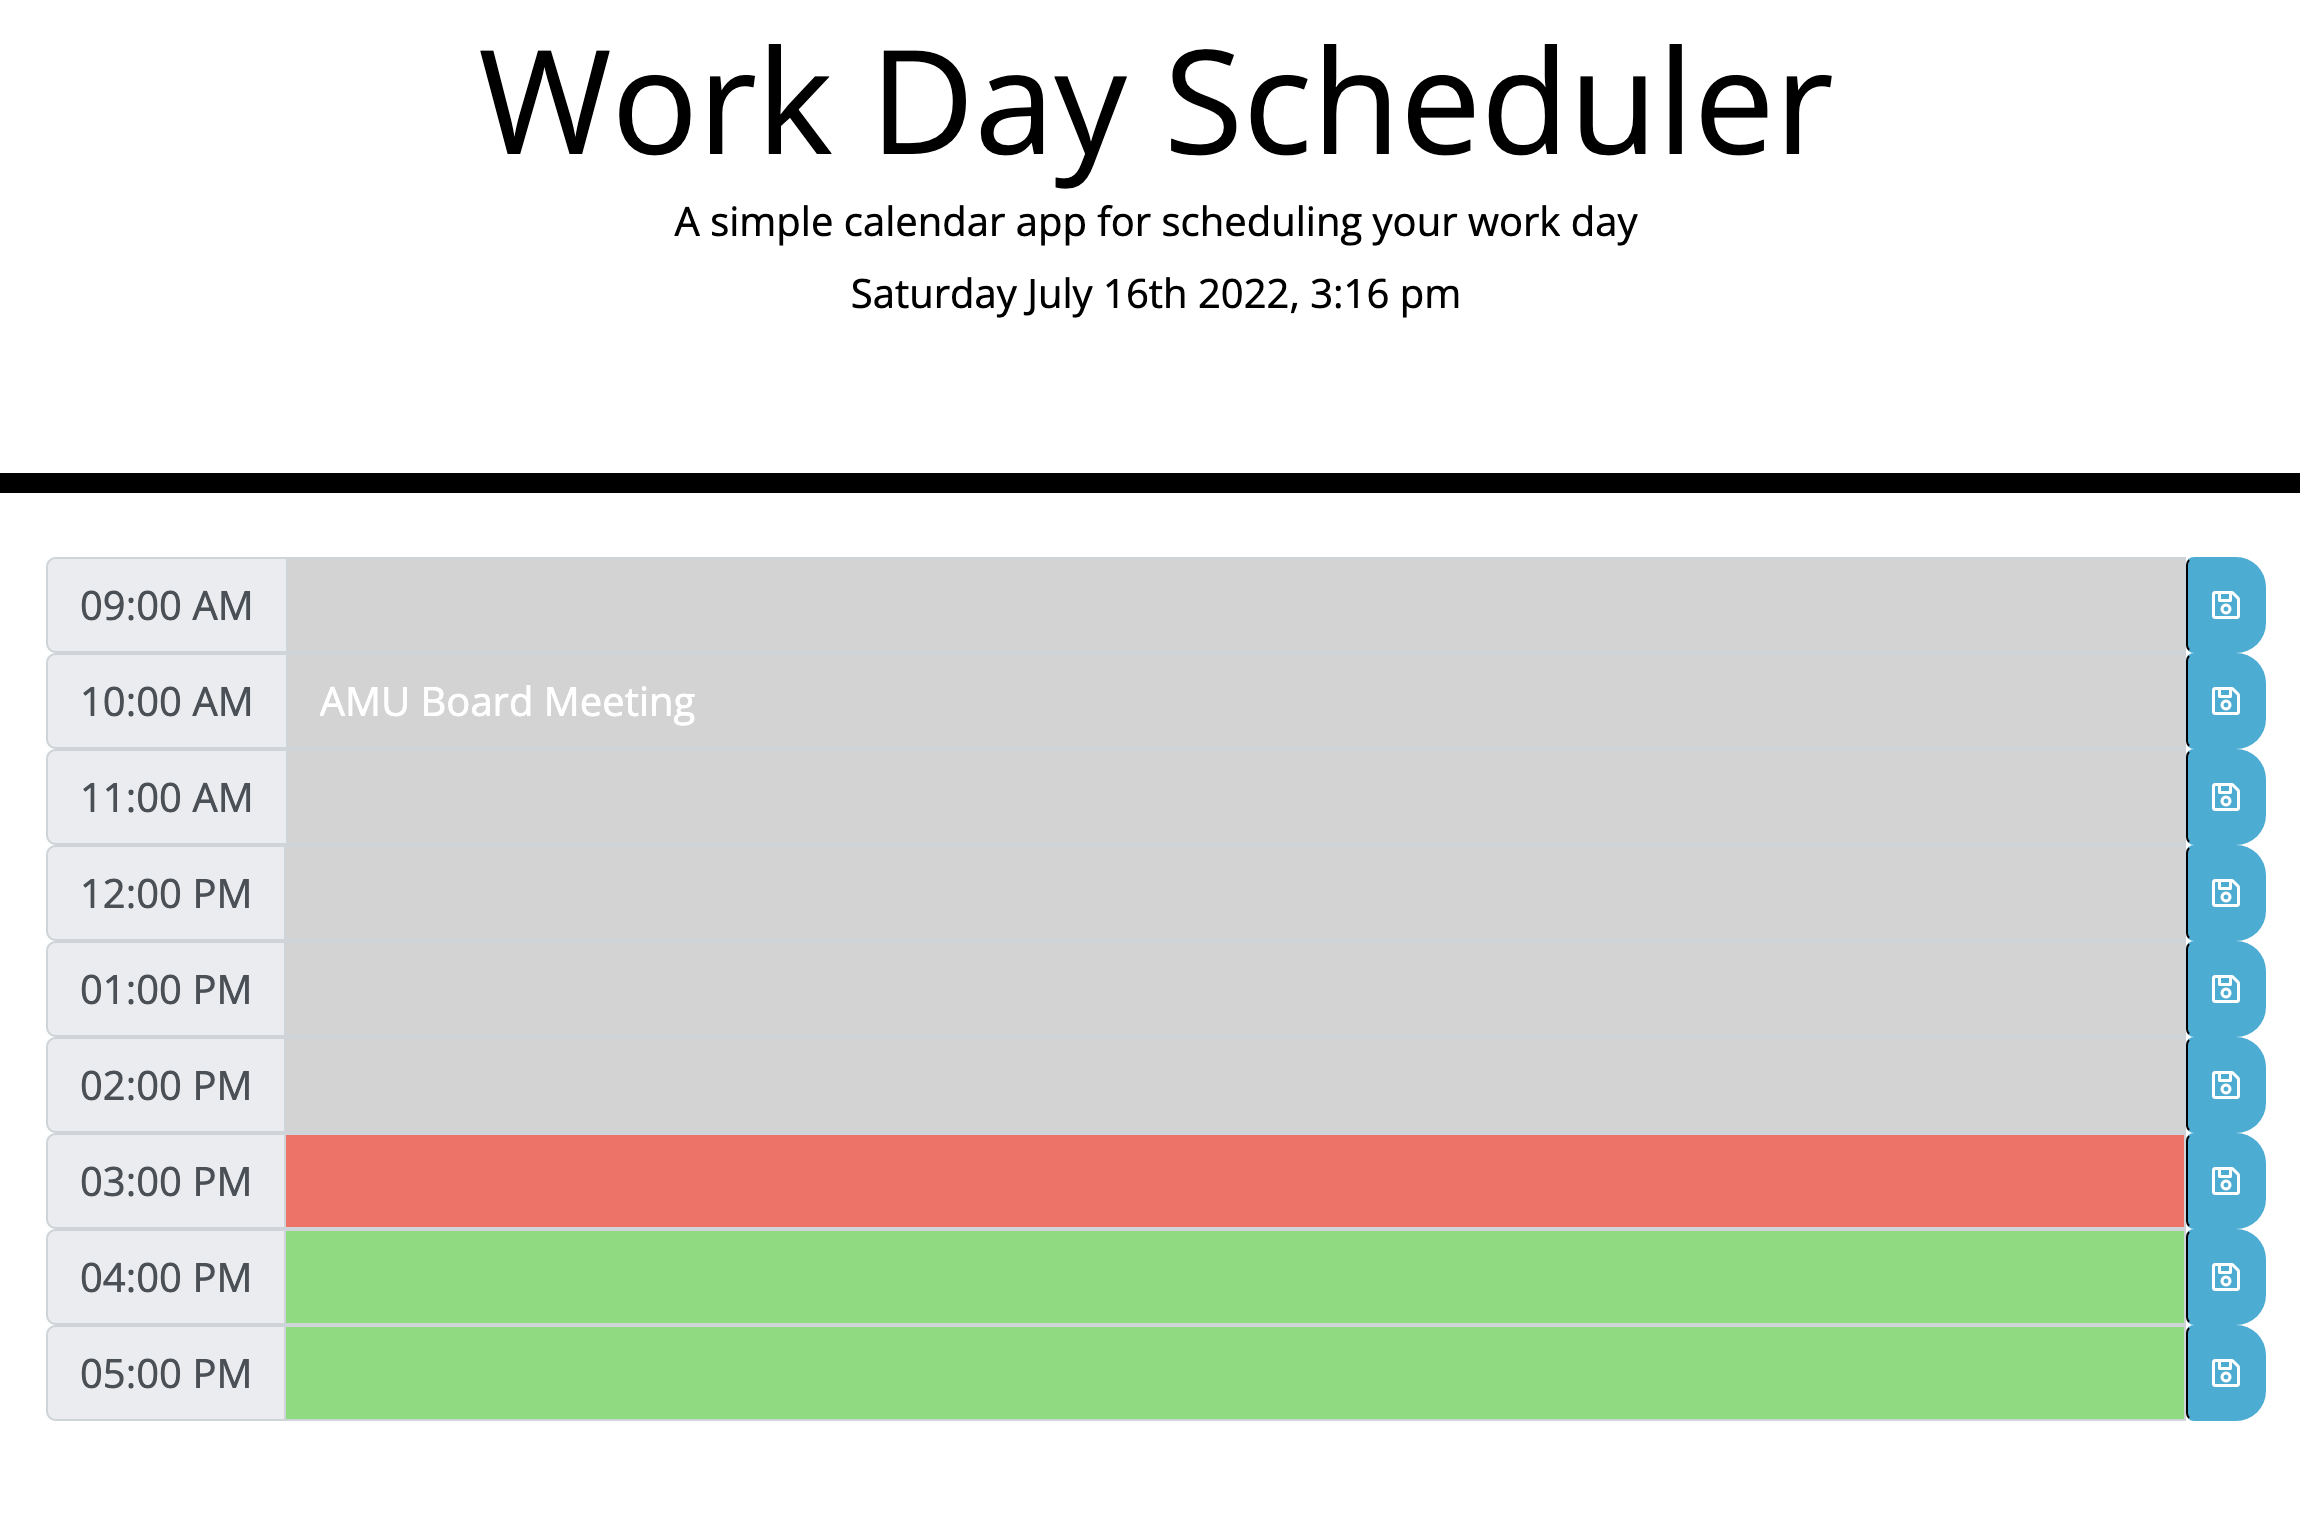 Work Day Scheduler
A simple calendar app for scheduling your work day
Saturday July 16th 2022, 3:16 pm
09:00 AM
10:00 AM AMU Board Meeting
11:00 AM
12:00 PM
01:00 PM
02:00 PM
03:00 PM
04:00 PM
05:00 PM